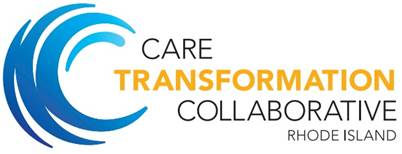 CARE
TRANSFORMATION
COLLABORATIVE
RHODE ISLAND